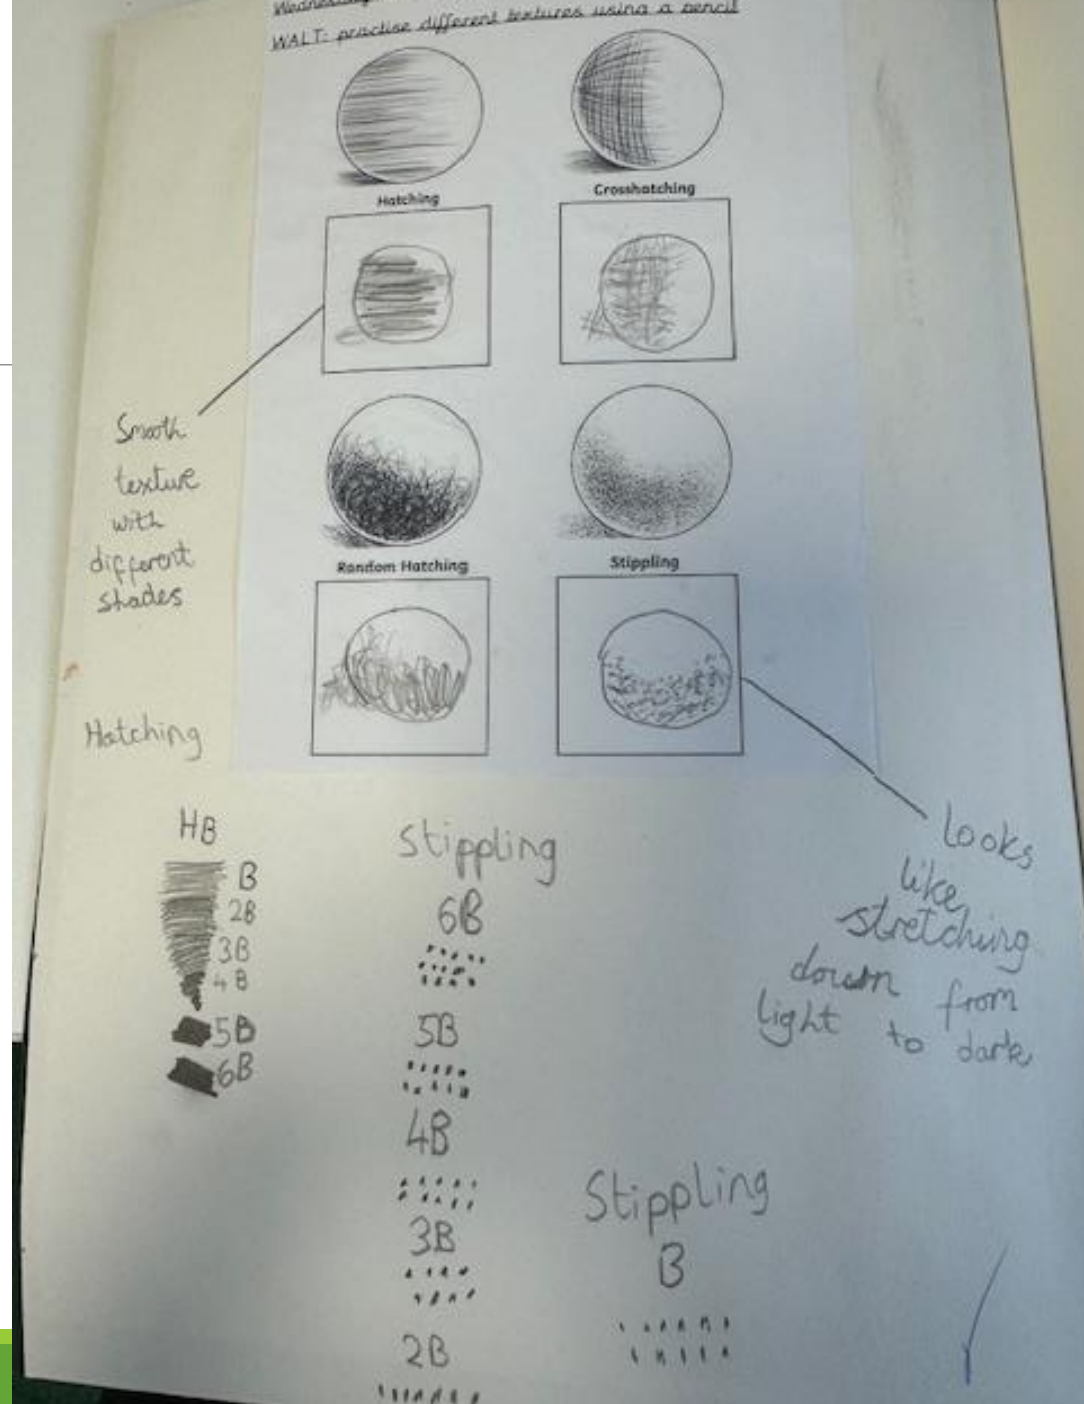 Wednesday
WALT: practise different textures using a pencil
Hatching
Crosshatching
Random Hatching
Stippling
Smooth
texture
with
different
shades
Hatching
HB
B
2B
3B
4B
5B
6B
Stippling
6B
5B
4B
3B
2B
Stippling
B
looks
like
stretching
down from
light to dark